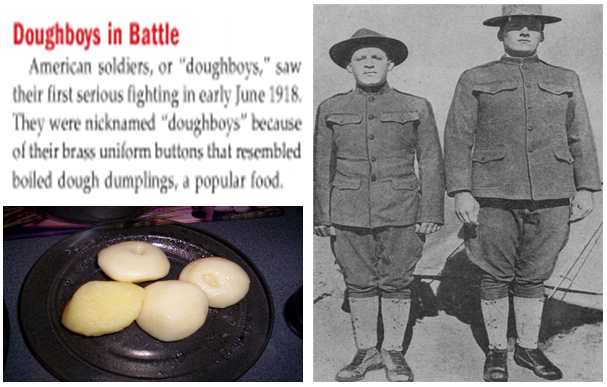 Doughboys in Battle
American soldiers, or “doughboys,” saw
their first serious fighting in early June 1918.
They were nicknamed “doughboys” because
of their brass uniform buttons that resembled
boiled dough dumplings, a popular food.